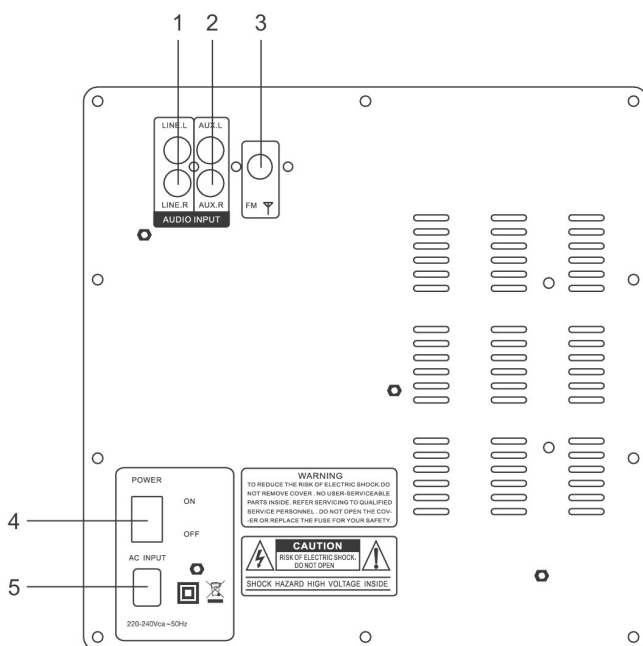 1 2 3
LINE.L AUX.L
LINE.R AUX.R
FM
AUDIO INPUT
POWER
ON
4
OFF
AC INPUT
5
220-240Vca~50Hz
WARNING
TO REDUCE THE RISK OF ELECTRIC SHOCK.DO
NOT REMOVE COVER . NO USER-SERVICEABLE
PARTS INSIDE. REFER SERVICING TO QUALIFIED
SERVICE PERSONNEL . DO NOT OPEN THE COV-
-ER OR REPLACE THE FUSE FOR YOUR SAFETY.
CAUTION
RISK OF ELECTRIC SHOCK.
DO NOT OPEN
SHOCK HAZARD HIGH VOLTAGE INSIDE